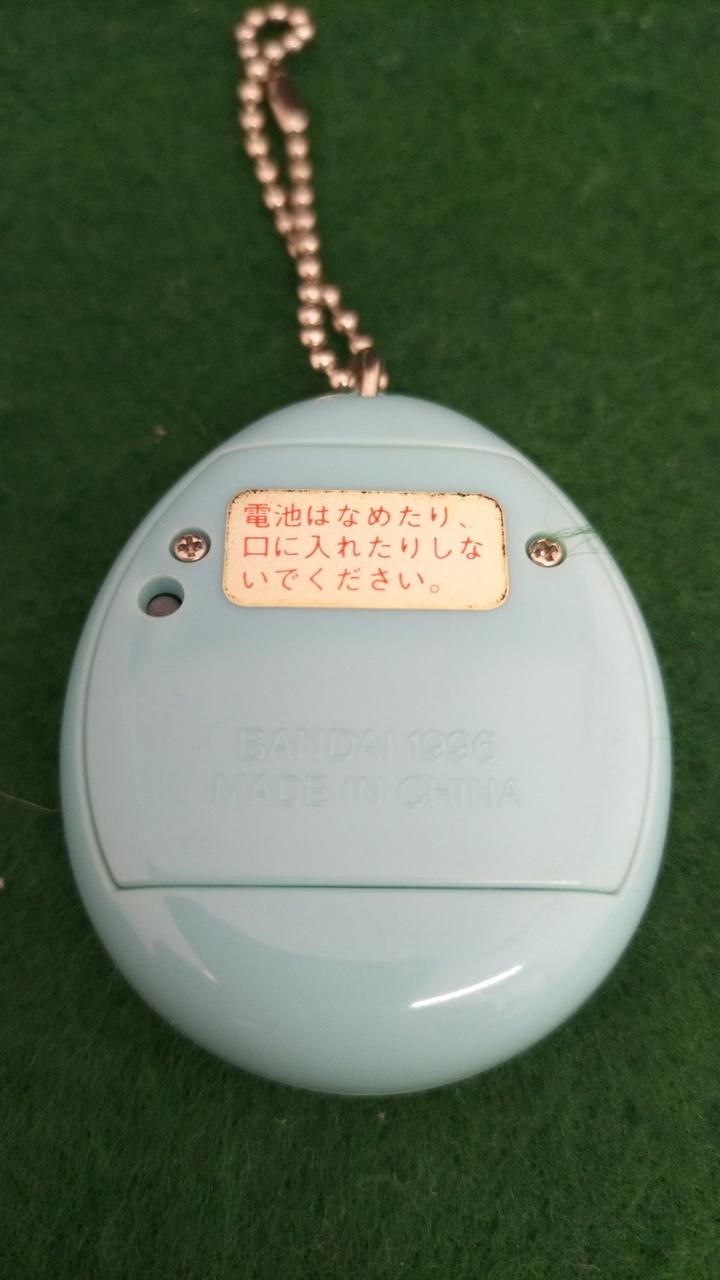 電池はなめたり、
口に入れたりしな
いでください。
BANDAI 1996
MADE IN CHINA